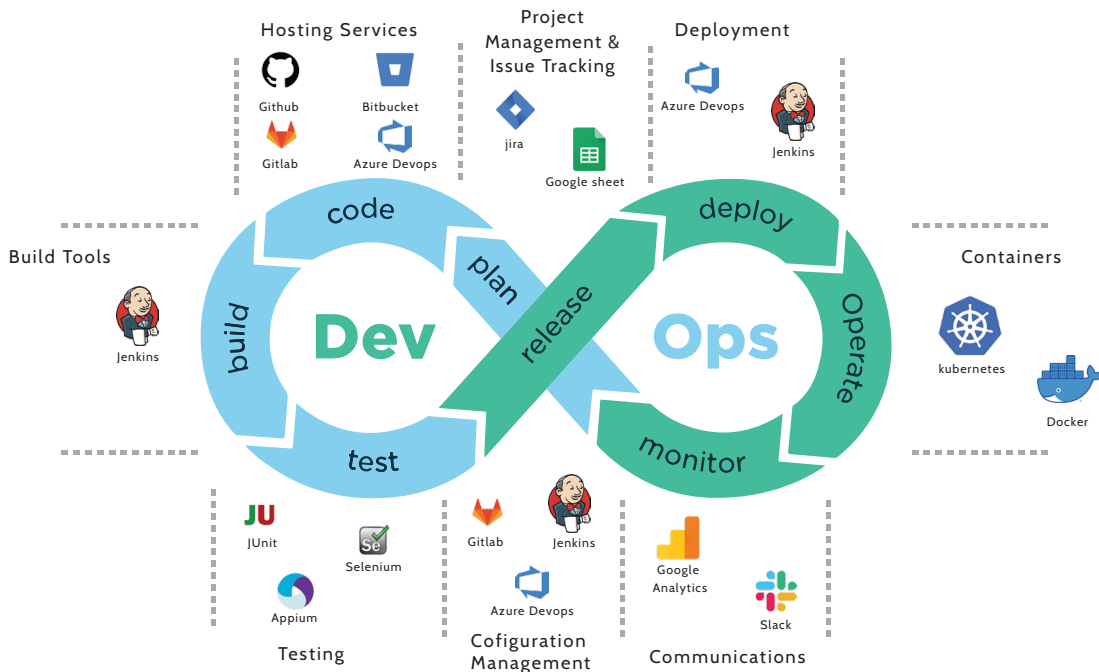 Hosting Services
Project
Management &
Issue Tracking
Deployment
Github
Bitbucket
Gitlab
Azure Devops
jira
Google sheet
Azure Devops
Jenkins
Build Tools
Jenkins
Containers
kubernetes
Docker
code
plan
build
test
Dev
release
Ops
deploy
Operate
monitor
JU
JUnit
Se
Selenium
Appium
Testing
Gitlab
Jenkins
Azure Devops
Cofiguration
Management
Google
Analytics
Slack
Communications